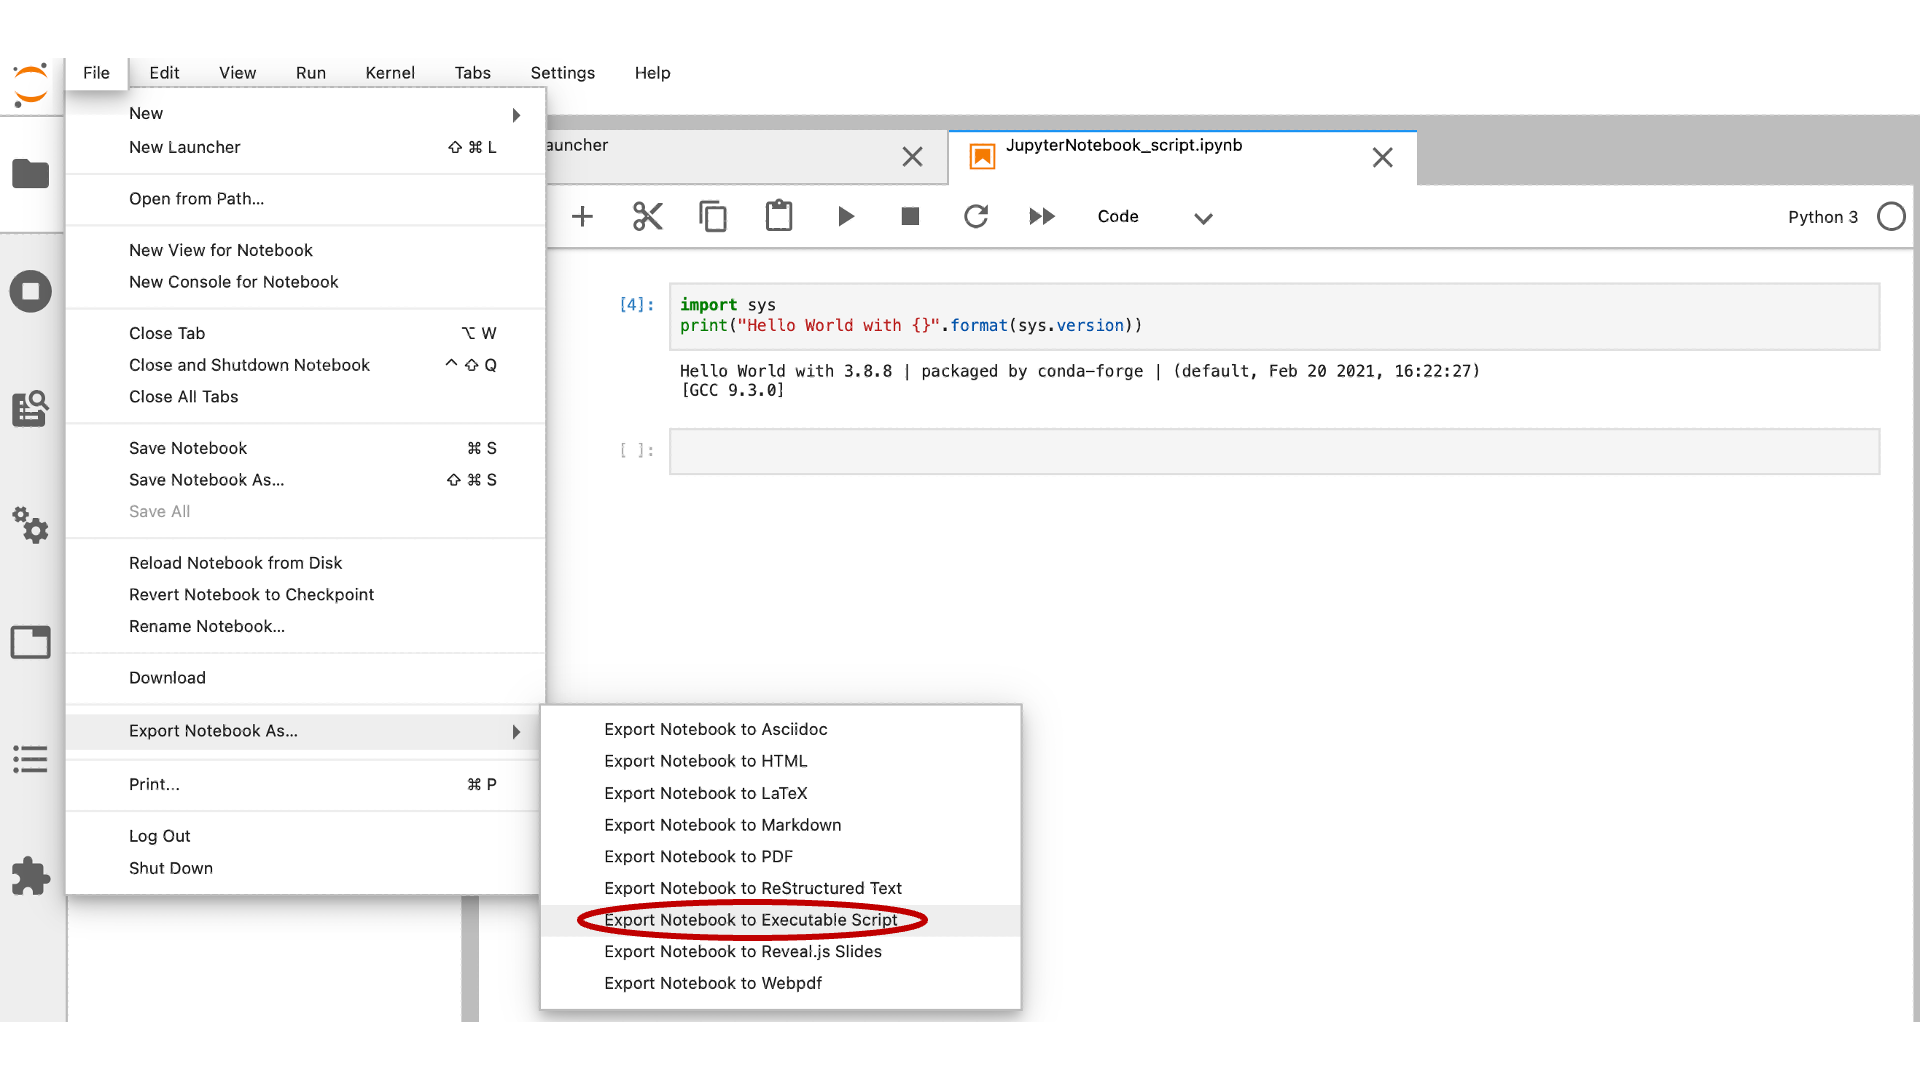 File Edit View Run Kernel Tabs Settings Help
New
New Launcher ⇧ ⌘ L
Open from Path...
New View for Notebook
New Console for Notebook
Close Tab ⌥ W
Close and Shutdown Notebook ^ ⇧ Q
Close All Tabs
Save Notebook ⌘ S
Save Notebook As... ⇧ ⌘ S
Save All
Reload Notebook from Disk
Revert Notebook to Checkpoint
Rename Notebook...
Download
Export Notebook As...
Print... ⌘ P
Log Out
Shut Down
Export Notebook to Asciidoc
Export Notebook to HTML
Export Notebook to LaTeX
Export Notebook to Markdown
Export Notebook to PDF
Export Notebook to ReStructured Text
Export Notebook to Executable Script
Export Notebook to Reveal.js Slides
Export Notebook to Webpdf
auncher
JupyterNotebook_script.ipynb
Code
Python 3
[4]: import sys
print("Hello World with {}".format(sys.version))
Hello World with 3.8.8 | packaged by conda-forge | (default, Feb 20 2021, 16:22:27)
[GCC 9.3.0]
[ ]: